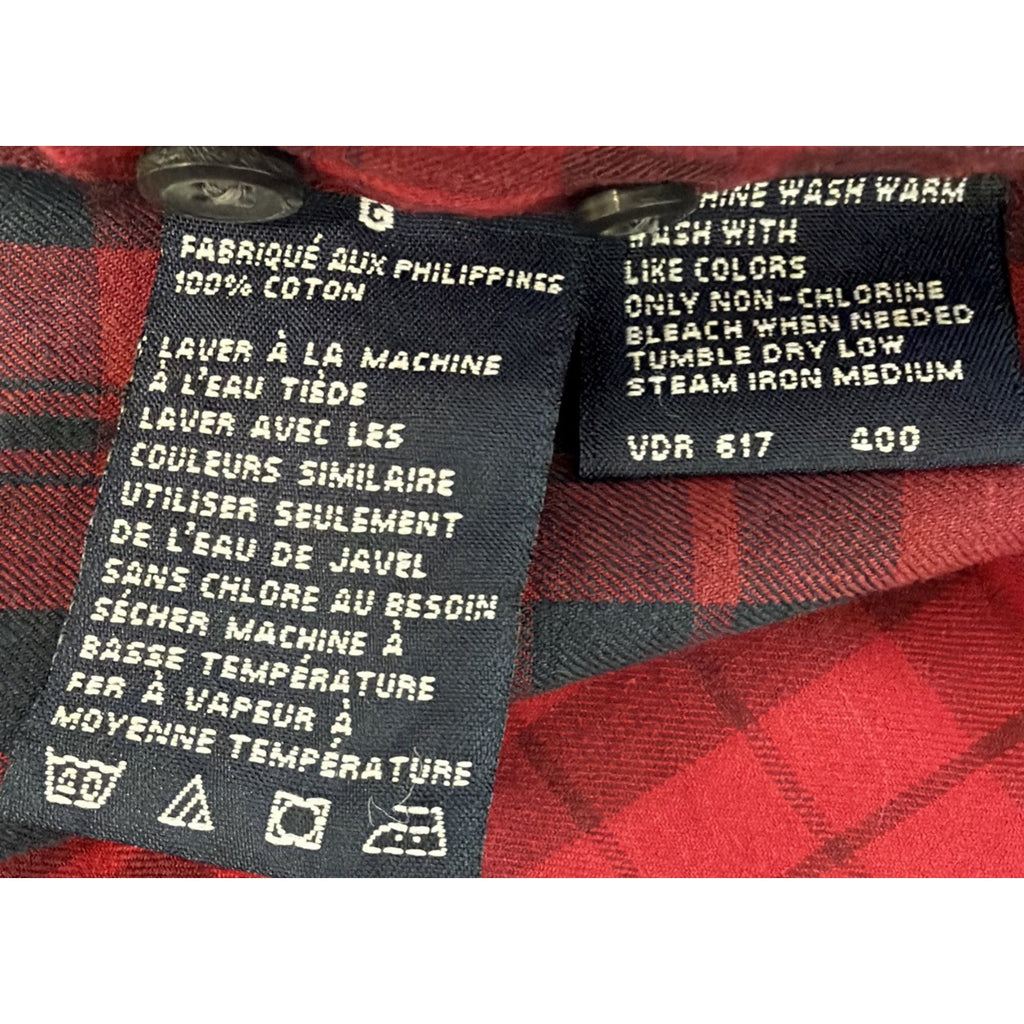 G
FABRIQUÉ AUX PHILIPPINES
100% COTON
LAVER À LA MACHINE
À L'EAU TIÈDE
LAVER AVEC LES
COULEURS SIMILAIRE
UTILISER SEULEMENT
DE L'EAU DE JAVEL
SANS CHLORE AU BESOIN
SÉCHER MACHINE À
BASSE TEMPÉRATURE
FER À VAPEUR À
MOYENNE TEMPÉRATURE
40
HINE WASH WARM
WASH WITH
LIKE COLORS
ONLY NON-CHLORINE
BLEACH WHEN NEEDED
TUMBLE DRY LOW
STEAM IRON MEDIUM
VDR 617 400